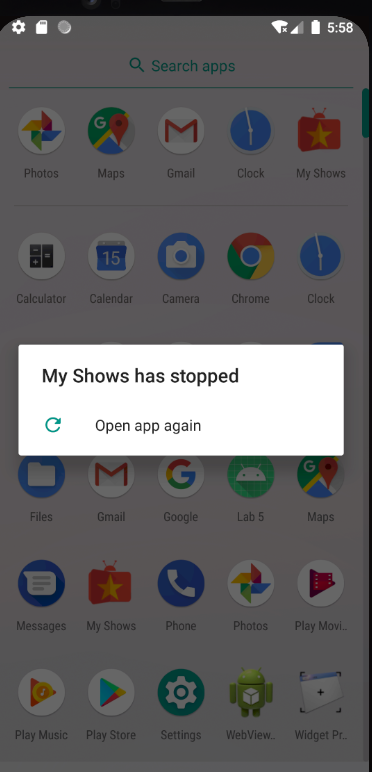 5:58
Search apps
Photos Maps Gmail Clock My Shows
Calculator Calendar Camera Chrome Clock
15
My Shows has stopped
Open app again
Files Gmail Google Lab 5 Maps
Messages My Shows Phone Photos Play Movi..
Play Music Play Store Settings WebView.. Widget Pr..